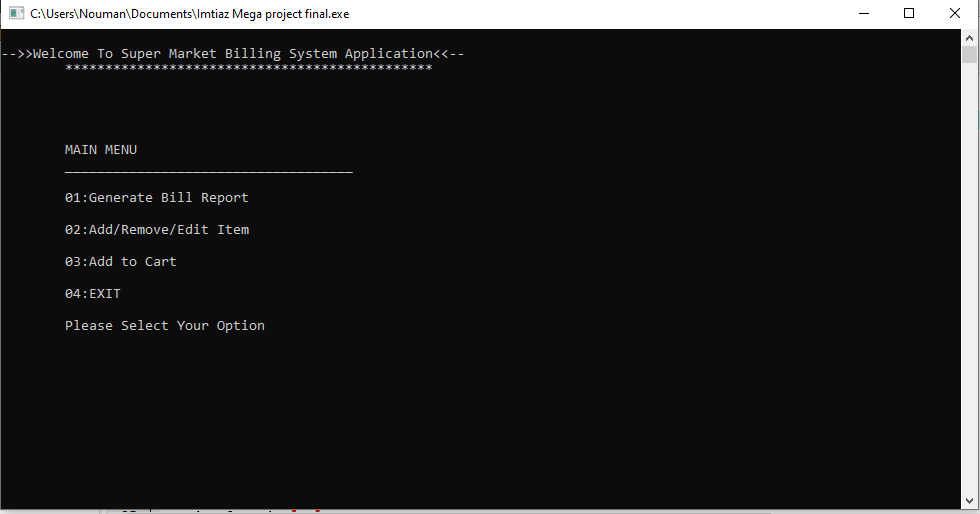 C:\Users\Nouman\Documents\Imtiaz Mega project final.exe
-->>Welcome To Super Market Billing System Application<<--
**********************************************
MAIN MENU
____________________________________
01:Generate Bill Report
02:Add/Remove/Edit Item
03:Add to Cart
04:EXIT
Please Select Your Option